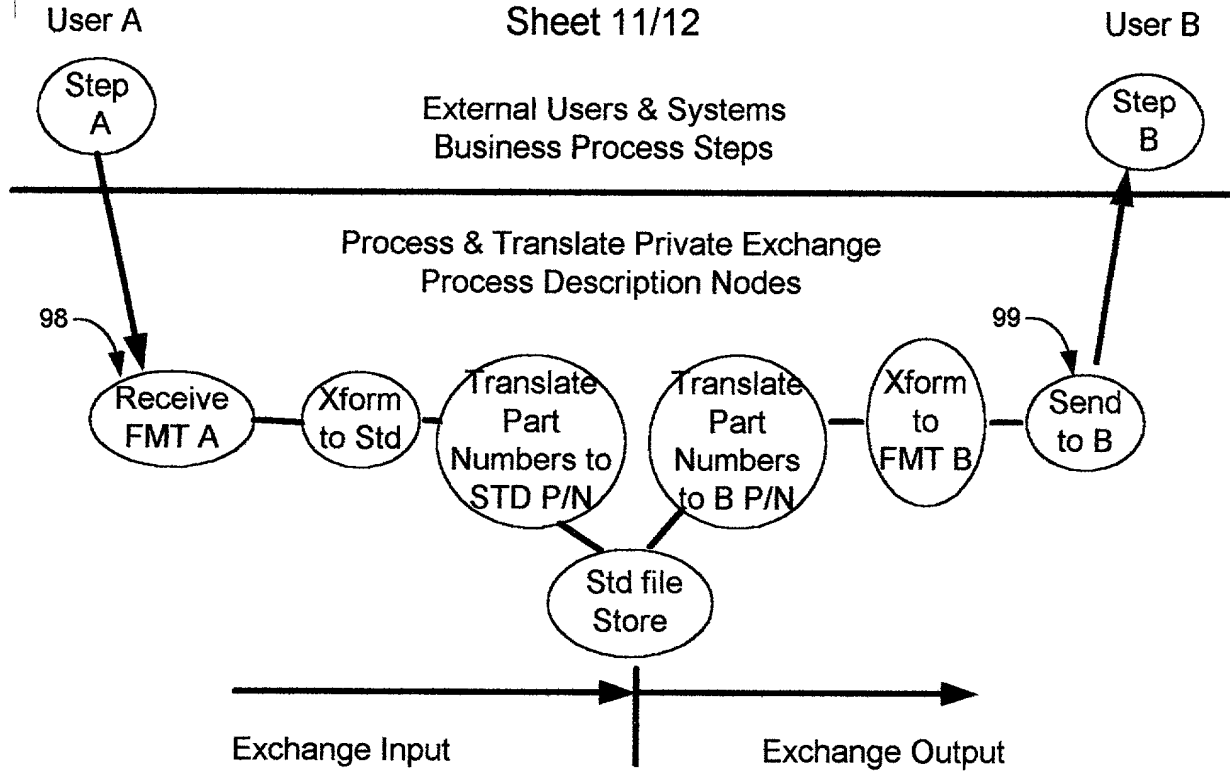 User A
Sheet 11/12
User B
Step
A
External Users & Systems
Business Process Steps
Step
B
Process & Translate Private Exchange
Process Description Nodes
98
99
Receive
FMT A
Xform
to Std
Translate
Part
Numbers to
STD P/N
Translate
Part
Numbers
to B P/N
Xform
to
FMT B
Send
to B
Std file
Store
Exchange Input
Exchange Output